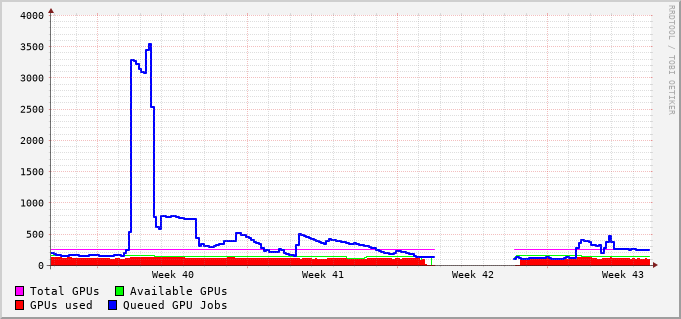 4000
3500
3000
2500
2000
1500
1000
500
0
Week 40 Week 41 Week 42 Week 43
Total GPUs Available GPUs
GPUs used Queued GPU Jobs
RRDTOOL / TOBI OETIKER